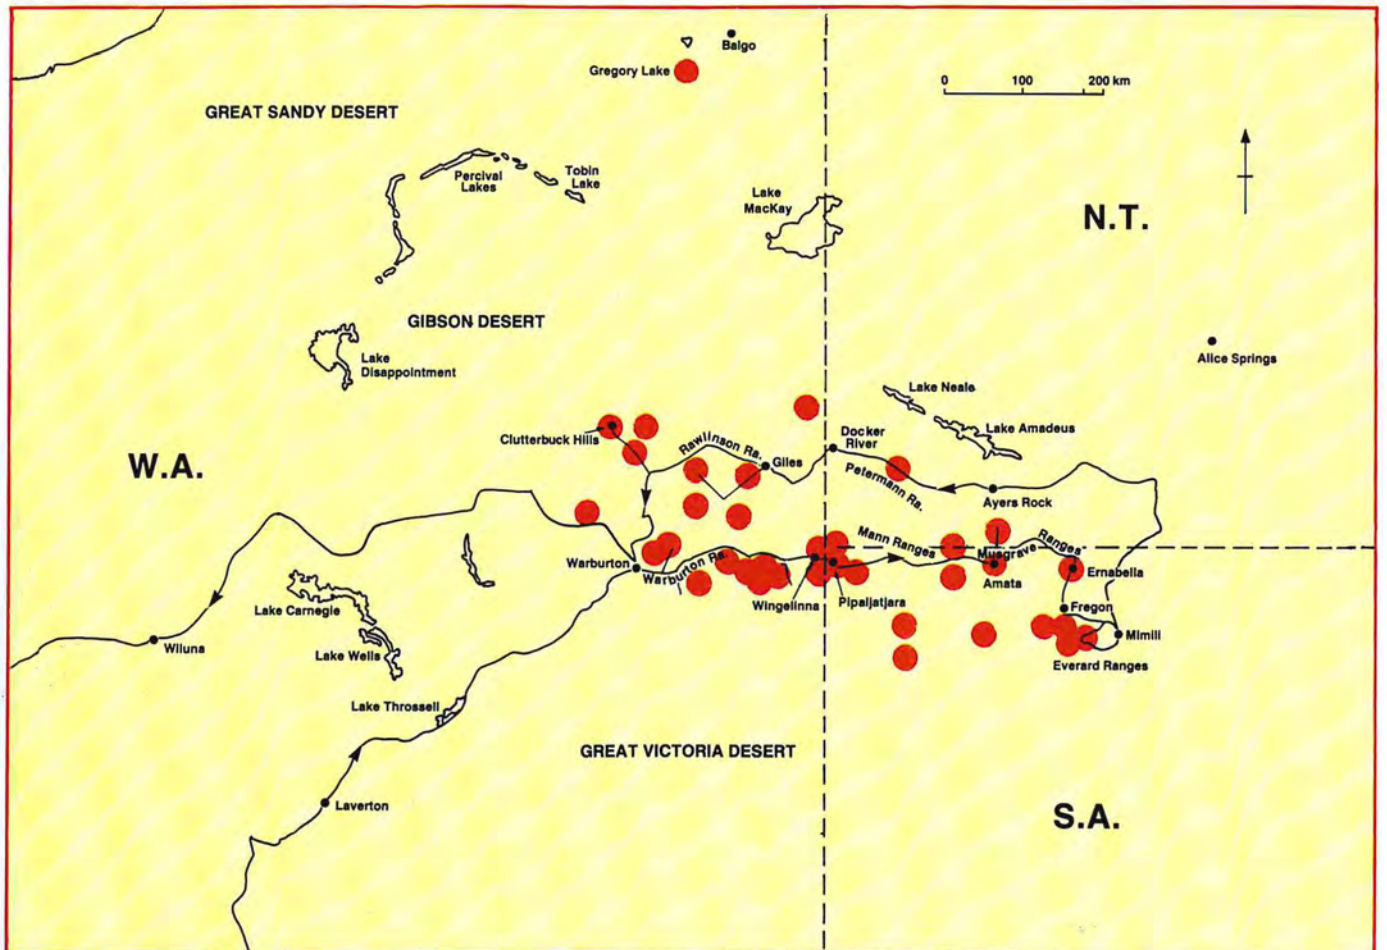 Balgo
Gregory Lake
0 100 200 km
GREAT SANDY DESERT
Percival
Lakes
Tobin
Lake
Lake
MacKAY
N.T.
GIBSON DESERT
Lake
Disappointment
Alice Springs
Lake Neale
Lake Amadeus
Clutterbuck Hills
Rawlinson Ra.
Giles
Docker
River
Petermann Ra.
Ayers Rock
W.A.
Warburton
Warburton Ra.
Mann Ranges
Musgrave
Ranges
Amata
Ernabella
Wingelinna
Pipaljatjara
Fregon
Mimili
Everard Ranges
Lake Carnegie
Wiluna
Lake Wells
Lake Throssell
GREAT VICTORIA DESERT
Laverton
S.A.